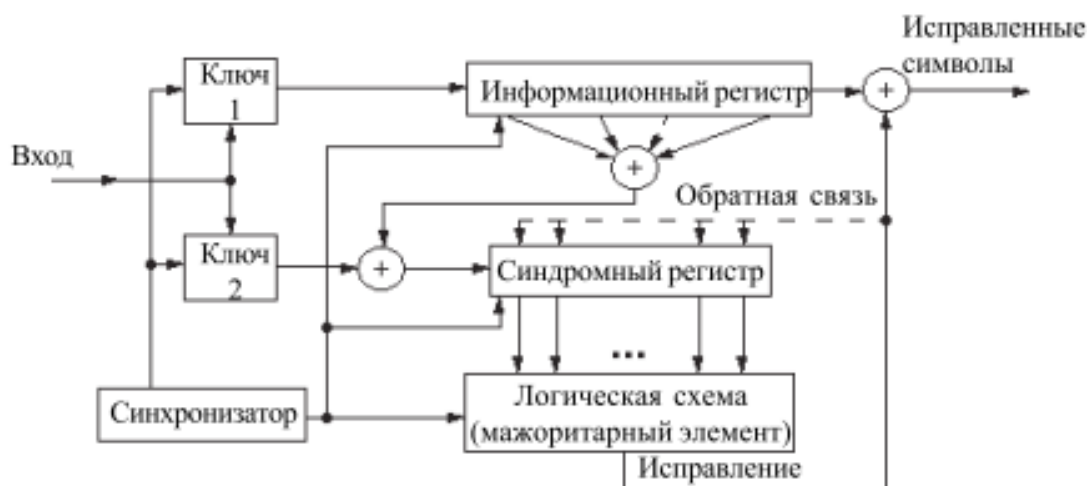 Исправленные
символы
Ключ
1
Информационный регистр
+
Вход
+
Обратная связь
Ключ
2
+
Синдромный регистр
...
Синхронизатор
Логическая схема
(мажоритарный элемент)
Исправление